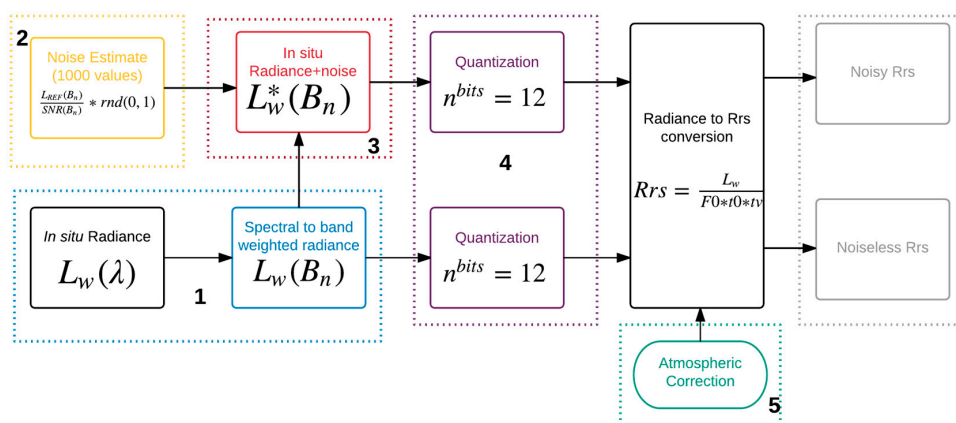 2
Noise Estimate
(1000 values)
L_REF(B_n) / SNR(B_n) * rnd(0, 1)
In situ
Radiance+noise
L_w^*(B_n)
3
Quantization
n^bits = 12
4
Quantization
n^bits = 12
In situ Radiance
L_w(λ)
1
Spectral to band
weighted radiance
L_w(B_n)
Radiance to Rrs
conversion
Rrs = L_w / F0*t0*tv
Atmospheric
Correction
5
Noisy Rrs
Noiseless Rrs